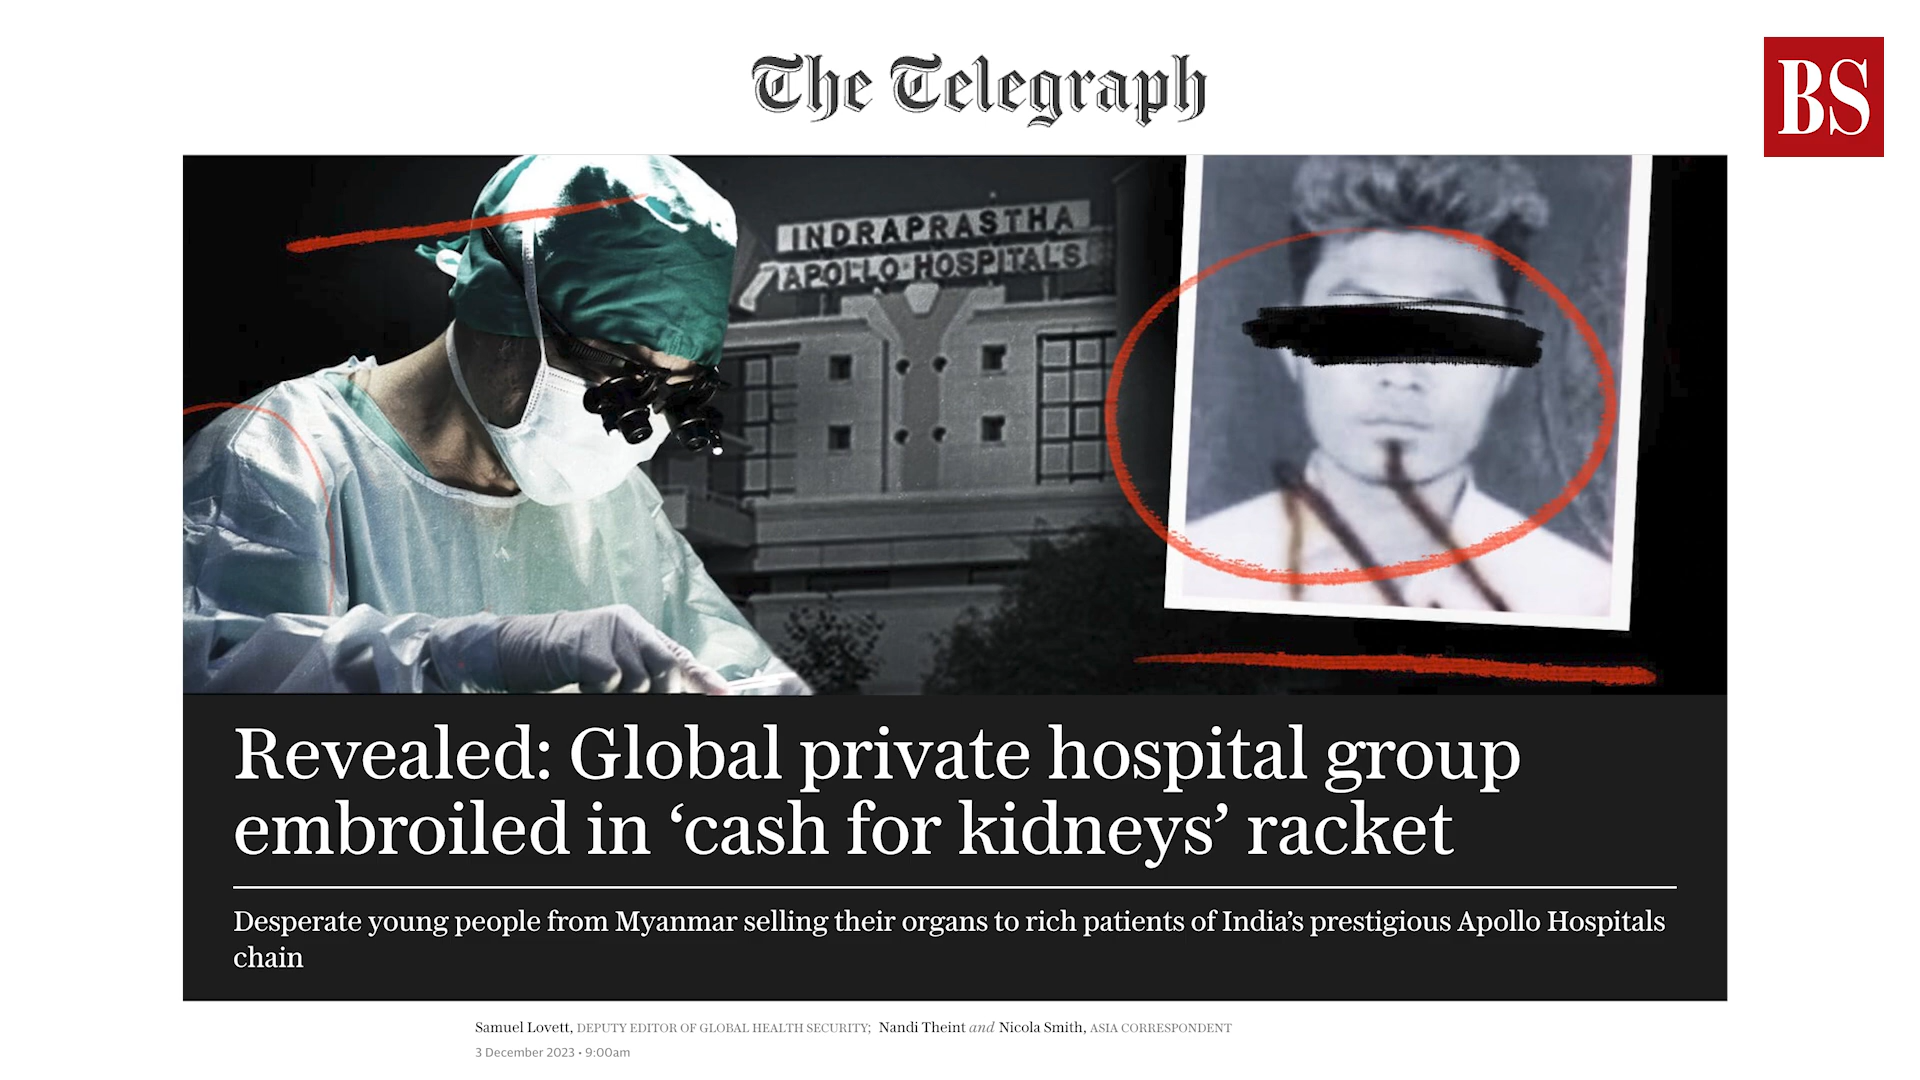 The Telegraph
BS
INDRAPRASTHA
APOLLO HOSPITALS
Revealed: Global private hospital group
embroiled in ‘cash for kidneys’ racket
Desperate young people from Myanmar selling their organs to rich patients of India’s prestigious Apollo Hospitals
chain
Samuel Lovett, DEPUTY EDITOR OF GLOBAL HEALTH SECURITY; Nandi Theint and Nicola Smith, ASIA CORRESPONDENT
3 December 2023 • 9:00am